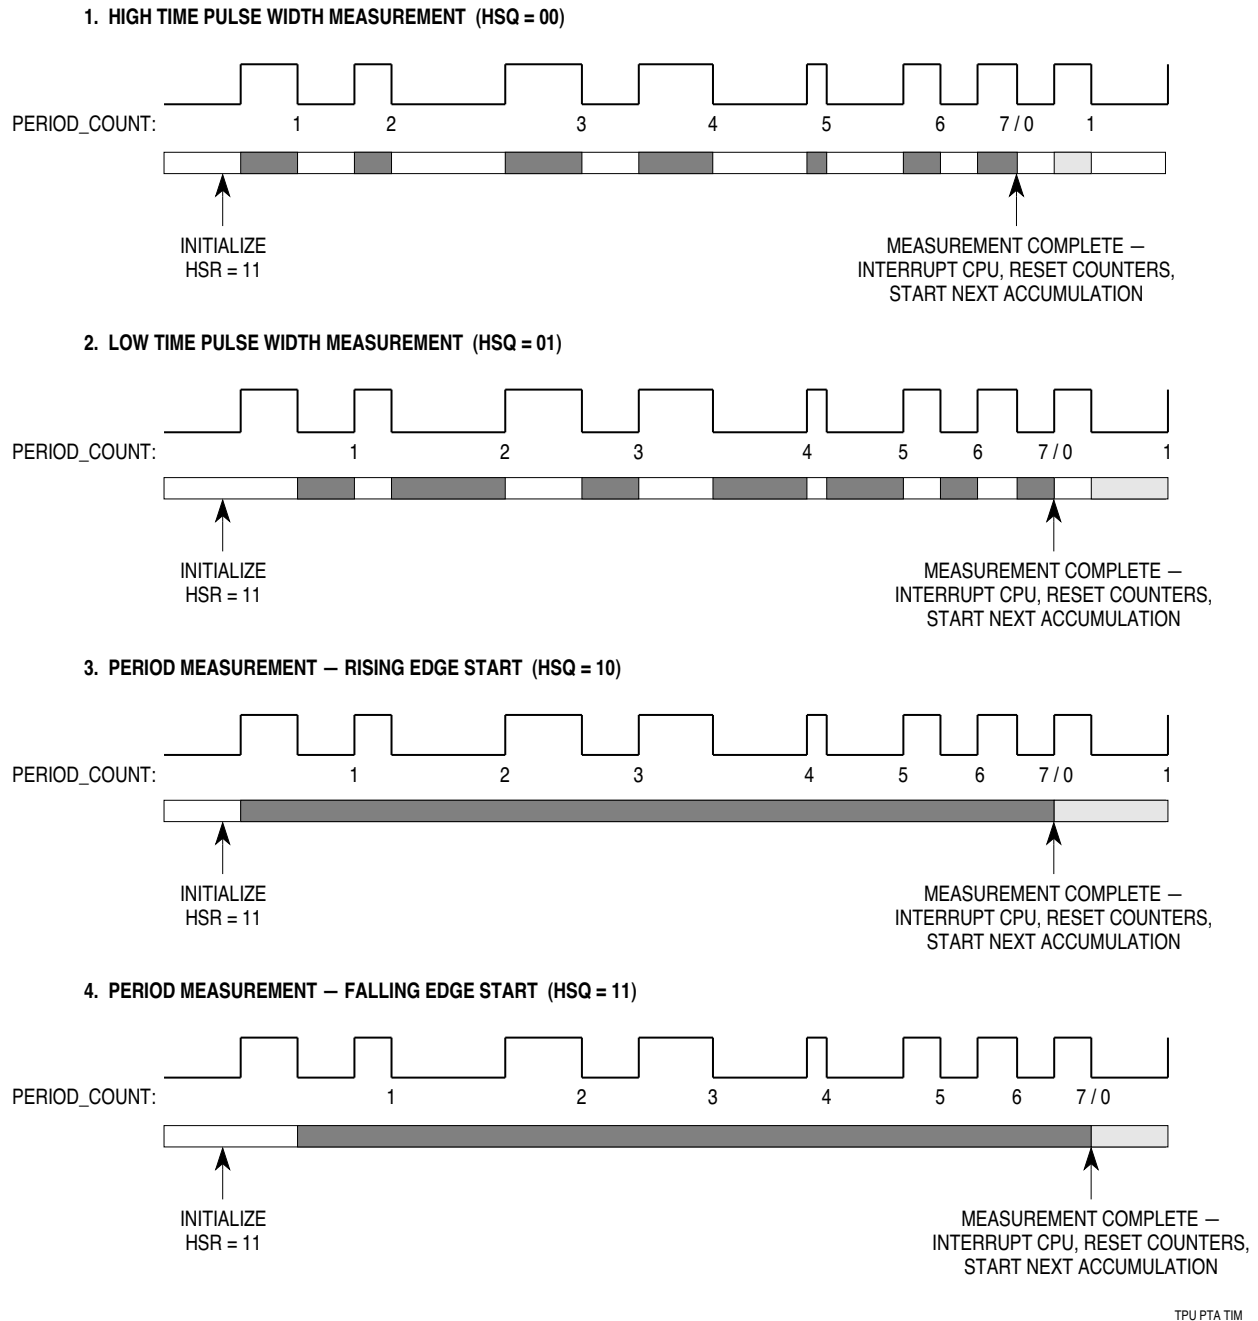 1. HIGH TIME PULSE WIDTH MEASUREMENT (HSQ = 00)
PERIOD_COUNT: 1 2 3 4 5 6 7 / 0 1
INITIALIZE
HSR = 11
MEASUREMENT COMPLETE —
INTERRUPT CPU, RESET COUNTERS,
START NEXT ACCUMULATION
2. LOW TIME PULSE WIDTH MEASUREMENT (HSQ = 01)
PERIOD_COUNT: 1 2 3 4 5 6 7 / 0 1
INITIALIZE
HSR = 11
MEASUREMENT COMPLETE —
INTERRUPT CPU, RESET COUNTERS,
START NEXT ACCUMULATION
3. PERIOD MEASUREMENT — RISING EDGE START (HSQ = 10)
PERIOD_COUNT: 1 2 3 4 5 6 7 / 0 1
INITIALIZE
HSR = 11
MEASUREMENT COMPLETE —
INTERRUPT CPU, RESET COUNTERS,
START NEXT ACCUMULATION
4. PERIOD MEASUREMENT — FALLING EDGE START (HSQ = 11)
PERIOD_COUNT: 1 2 3 4 5 6 7 / 0
INITIALIZE
HSR = 11
MEASUREMENT COMPLETE —
INTERRUPT CPU, RESET COUNTERS,
START NEXT ACCUMULATION
TPU PTA TIM